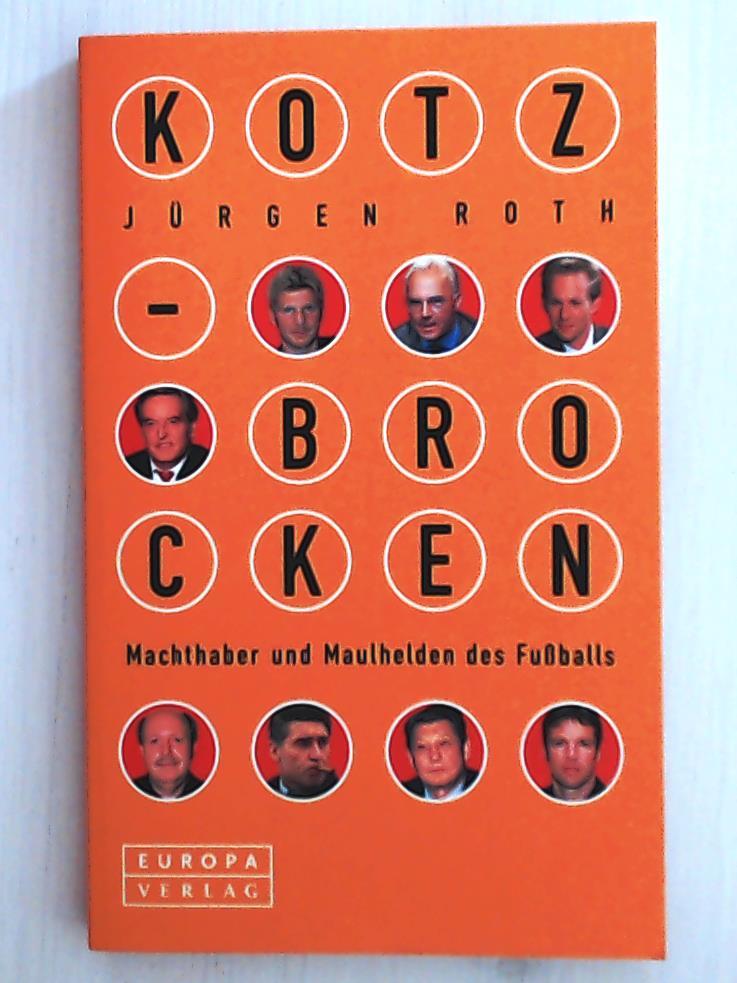 KOTZ
JÜRGEN ROTH
-
BRO
CKEN
Machthaber und Maulhelden des Fußballs
EUROPA
VERLAG